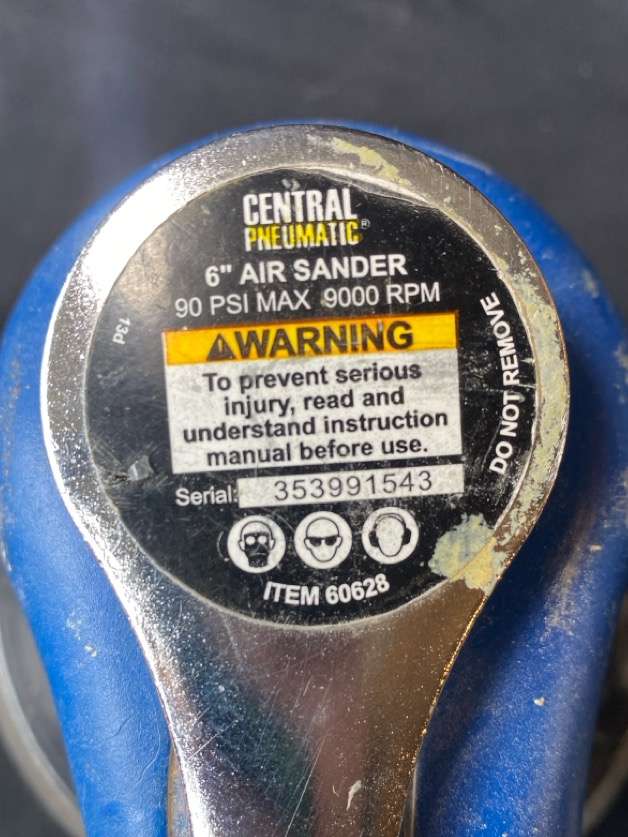 CENTRAL
PNEUMATIC®
6" AIR SANDER
90 PSI MAX 9000 RPM
⚠WARNING
To prevent serious
injury, read and
understand instruction
manual before use.
Serial: 353991543
ITEM 60628
DO NOT REMOVE
13d